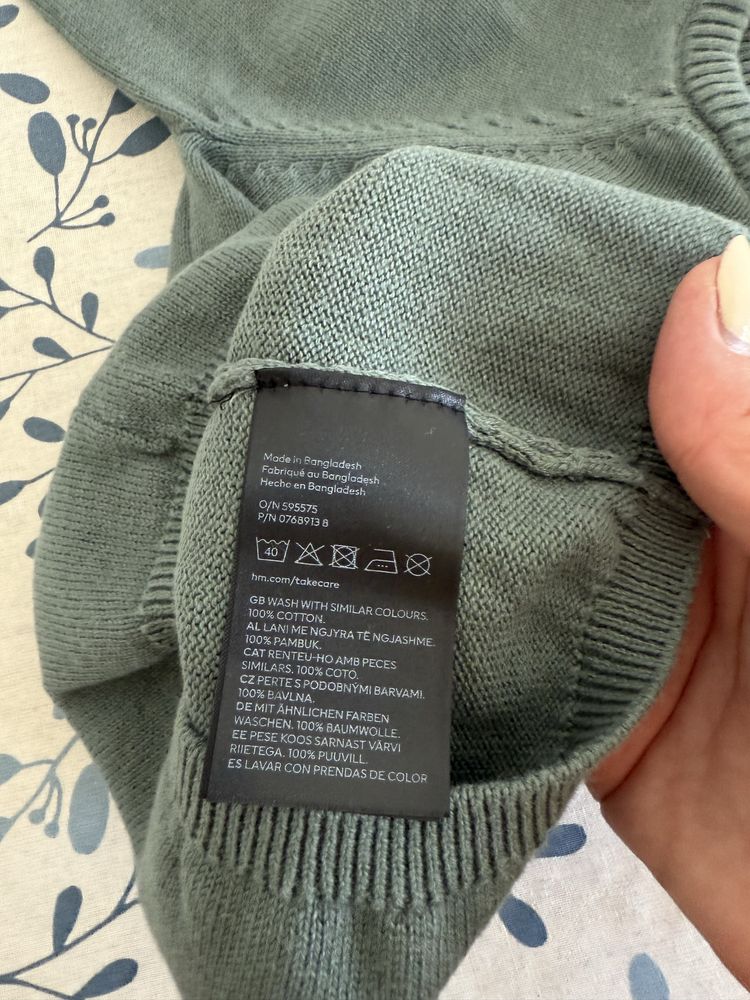 Made in Bangladesh
Fabriqué au Bangladesh
Hecho en Bangladesh
O/N 595575
P/N 0768913 8
40
hm.com/takecare
GB WASH WITH SIMILAR COLOURS.
100% COTTON.
AL LANI ME NGJYRA TË NGJASHME.
100% PAMBUK.
CAT RENTEU-HO AMB PECES
SIMILARS. 100% COTÓ.
CZ PERTE S PODOBNÝMI BARVAMI.
100% BAVLNA.
DE MIT ÄHNLICHEN FARBEN
WASCHEN. 100% BAUMWOLLE.
EE PESE KOOS SARNAST VÄRVI
RIIETEGA. 100% PUUVILL.
ES LAVAR CON PRENDAS DE COLOR